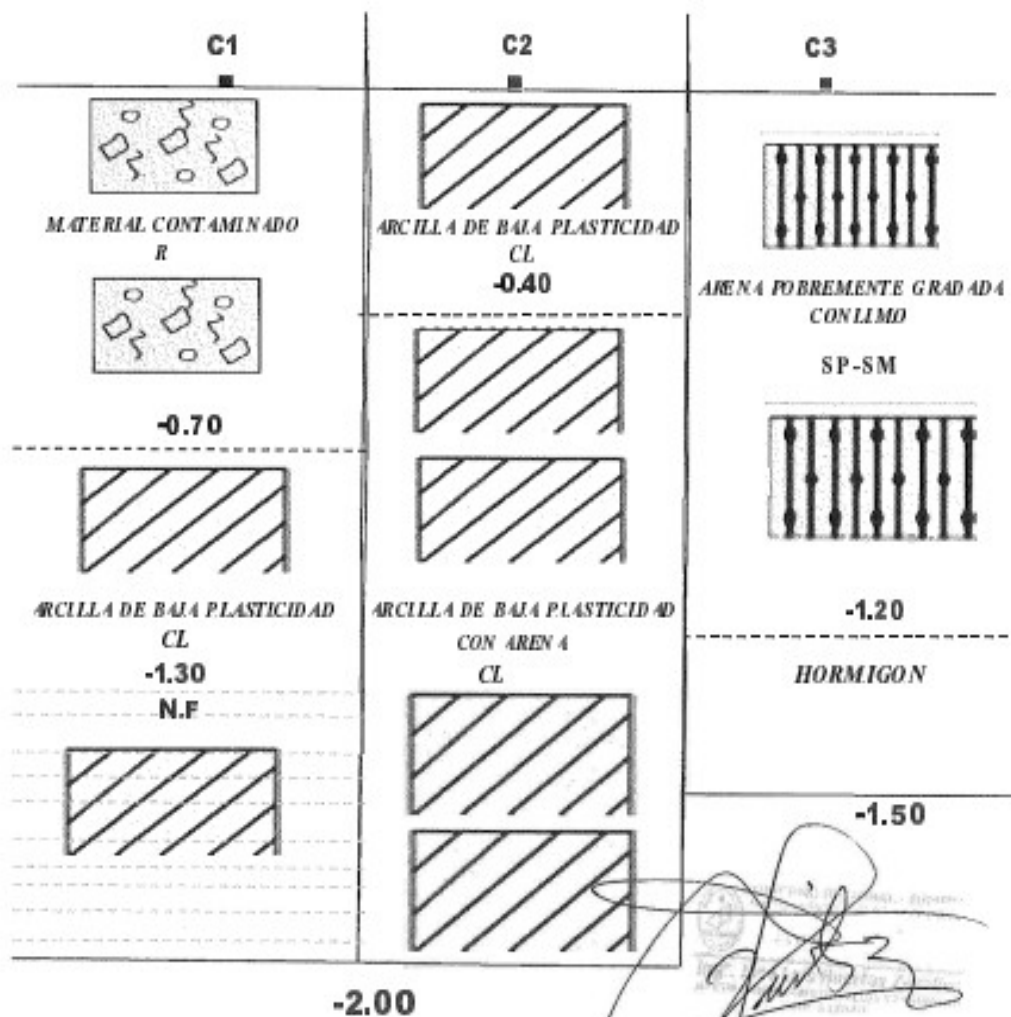 C1
MATERIAL CONTAMINADO
R
-0.70
ARCILLA DE BAJA PLASTICIDAD
CL
-1.30
N.F
C2
ARCILLA DE BAJA PLASTICIDAD
CL
-0.40
ARCILLA DE BAJA PLASTICIDAD
CON ARENA
CL
-2.00
C3
ARENA POBREMENTE GRADADA
CON LIMO
SP-SM
-1.20
HORMIGON
-1.50